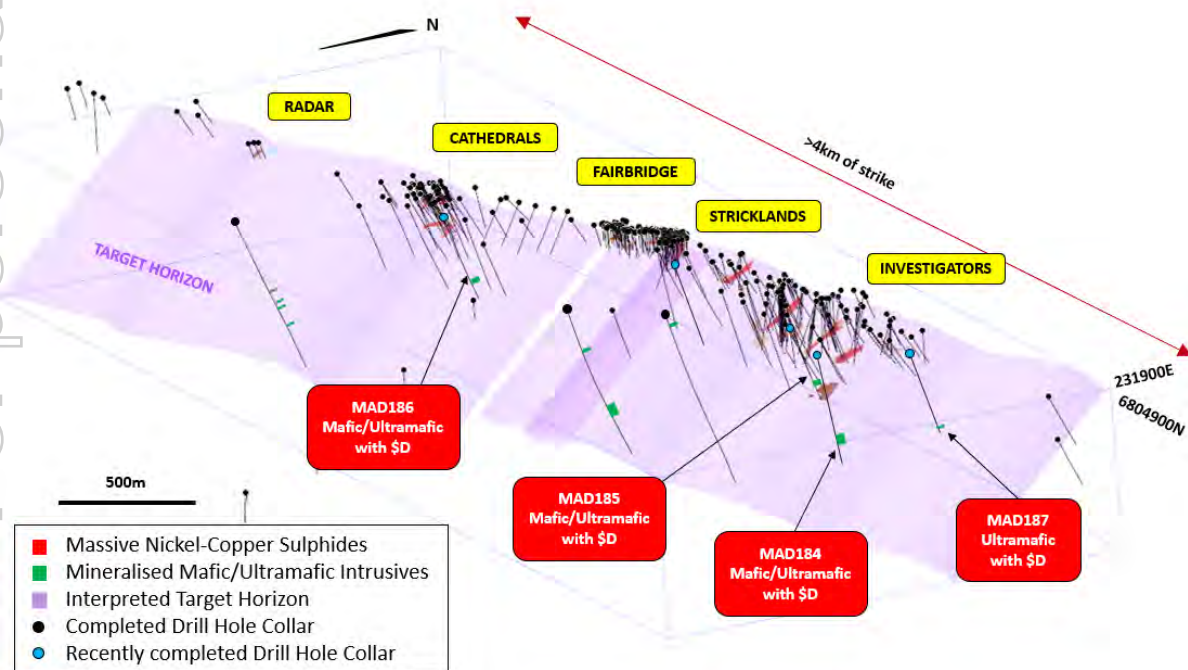 N
RADAR
CATHEDRALS
>4km of strike
FAIRBRIDGE
STRICKLANDS
INVESTIGATORS
TARGET HORIZON
231900E
6804900N
MAD186
Mafic/Ultramafic
with $D
500m
MAD185
Mafic/Ultramafic
with $D
MAD184
Mafic/Ultramafic
with $D
MAD187
Ultramafic
with $D
Massive Nickel-Copper Sulphides
Mineralised Mafic/Ultramafic Intrusives
Interpreted Target Horizon
Completed Drill Hole Collar
Recently completed Drill Hole Collar